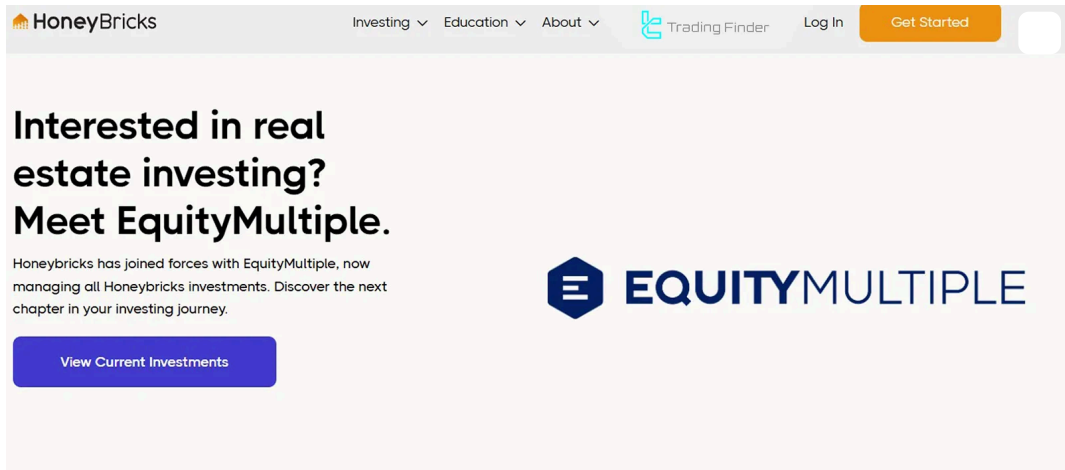 HoneyBricks
Investing Education About Trading Finder Log In Get Started
Interested in real
estate investing?
Meet EquityMultiple.
Honeybricks has joined forces with EquityMultiple, now
managing all Honeybricks investments. Discover the next
chapter in your investing journey.
View Current Investments
EQUITYMULTIPLE